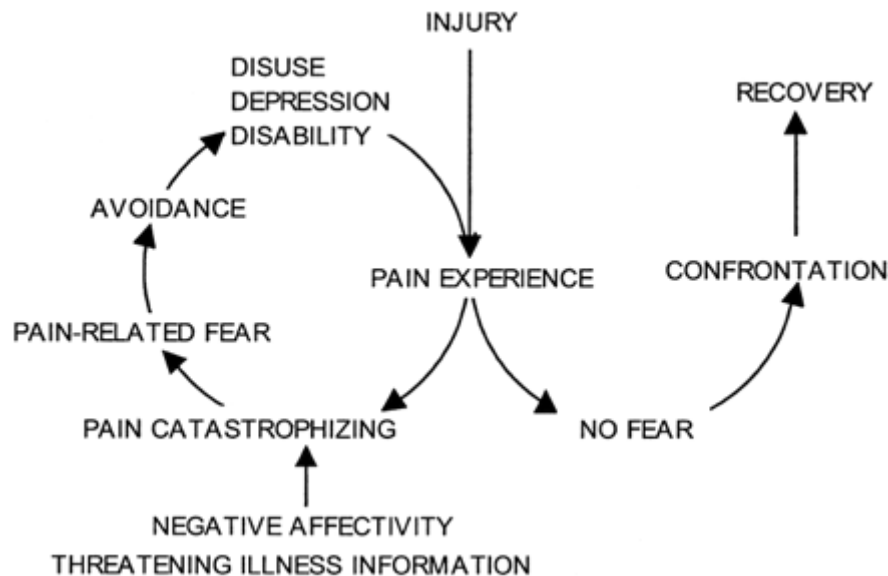 INJURY
DISUSE
DEPRESSION
DISABILITY
RECOVERY
AVOIDANCE
PAIN EXPERIENCE
CONFRONTATION
PAIN-RELATED FEAR
PAIN CATASTROPHIZING
NO FEAR
NEGATIVE AFFECTIVITY
THREATENING ILLNESS INFORMATION